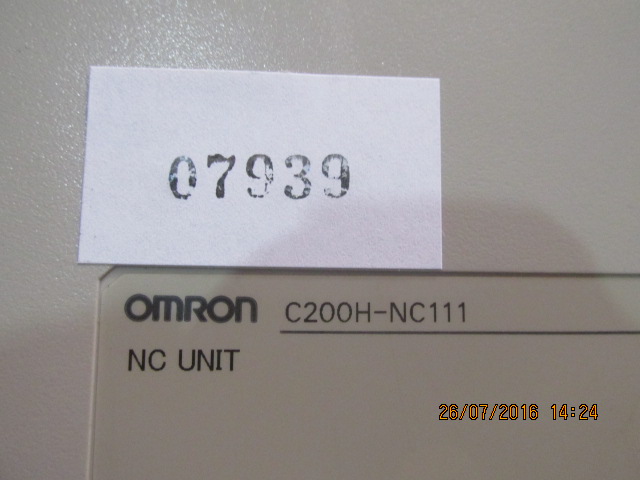 07939
OMRON C200H-NC111
NC UNIT
26/07/2016 14:24